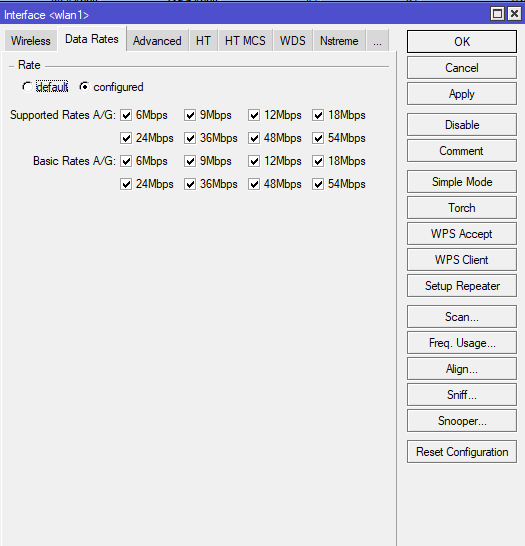 Interface <wlan1>
Wireless Data Rates Advanced HT HT MCS WDS Nstreme ...
Rate
default configured
Supported Rates A/G: 6Mbps 9Mbps 12Mbps 18Mbps
24Mbps 36Mbps 48Mbps 54Mbps
Basic Rates A/G: 6Mbps 9Mbps 12Mbps 18Mbps
24Mbps 36Mbps 48Mbps 54Mbps
OK
Cancel
Apply
Disable
Comment
Simple Mode
Torch
WPS Accept
WPS Client
Setup Repeater
Scan...
Freq. Usage...
Align...
Sniff...
Snooper...
Reset Configuration